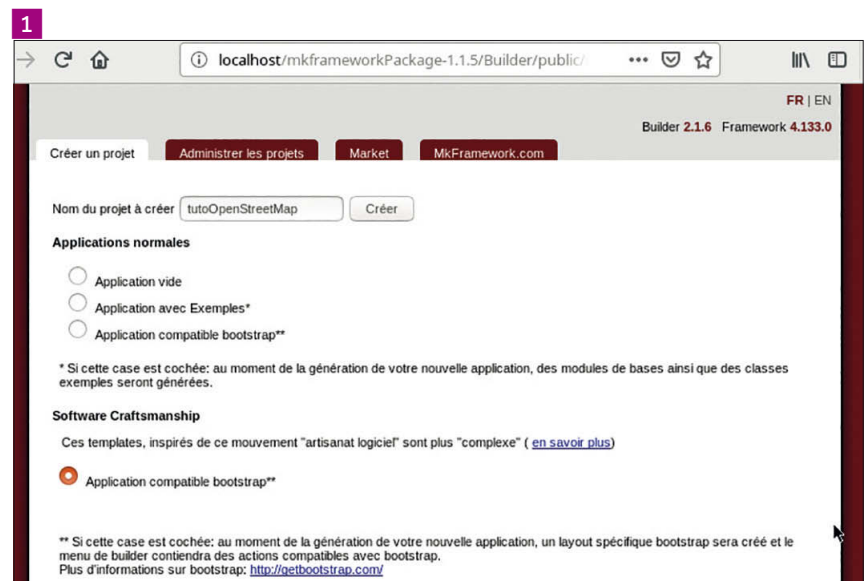 1
localhost/mkframeworkPackage-1.1.5/Builder/public/
FR | EN
Builder 2.1.6 Framework 4.133.0
Créer un projet Administrer les projets Market MkFramework.com
Nom du projet à créer tutoOpenStreetMap Créer
Applications normales
Application vide
Application avec Exemples*
Application compatible bootstrap**
* Si cette case est cochée: au moment de la génération de votre nouvelle application, des modules de bases ainsi que des classes
exemples seront générées.
Software Craftsmanship
Ces templates, inspirés de ce mouvement "artisanat logiciel" sont plus "complexe" ( en savoir plus)
Application compatible bootstrap**
** Si cette case est cochée: au moment de la génération de votre nouvelle application, un layout spécifique bootstrap sera créé et le
menu de builder contiendra des actions compatibles avec bootstrap.
Plus d'informations sur bootstrap: http://getbootstrap.com/